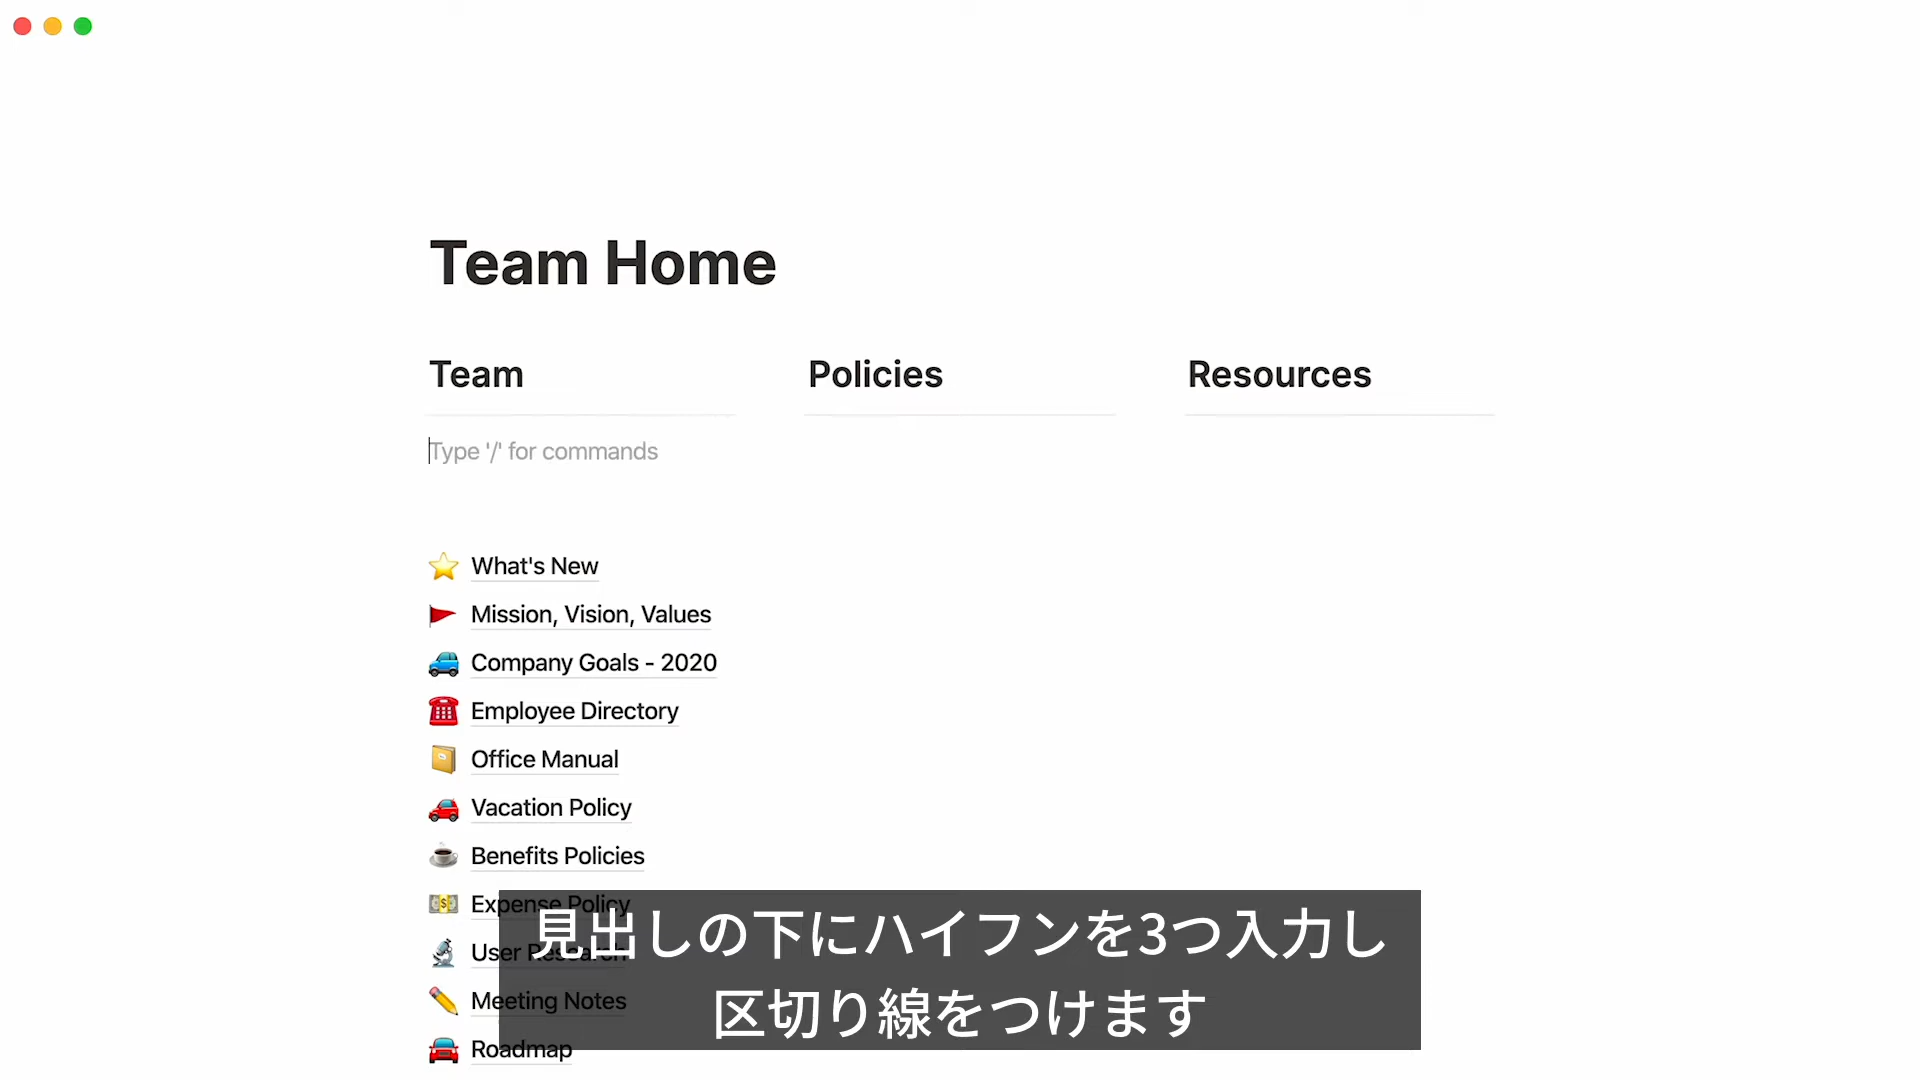 Team Home
Team
Policies
Resources
Type '/' for commands
What's New
Mission, Vision, Values
Company Goals - 2020
Employee Directory
Office Manual
Vacation Policy
Benefits Policies
Expense Policy
User Research
Meeting Notes
Roadmap
見出しの下にハイフンを3つ入力し
区切り線をつけます